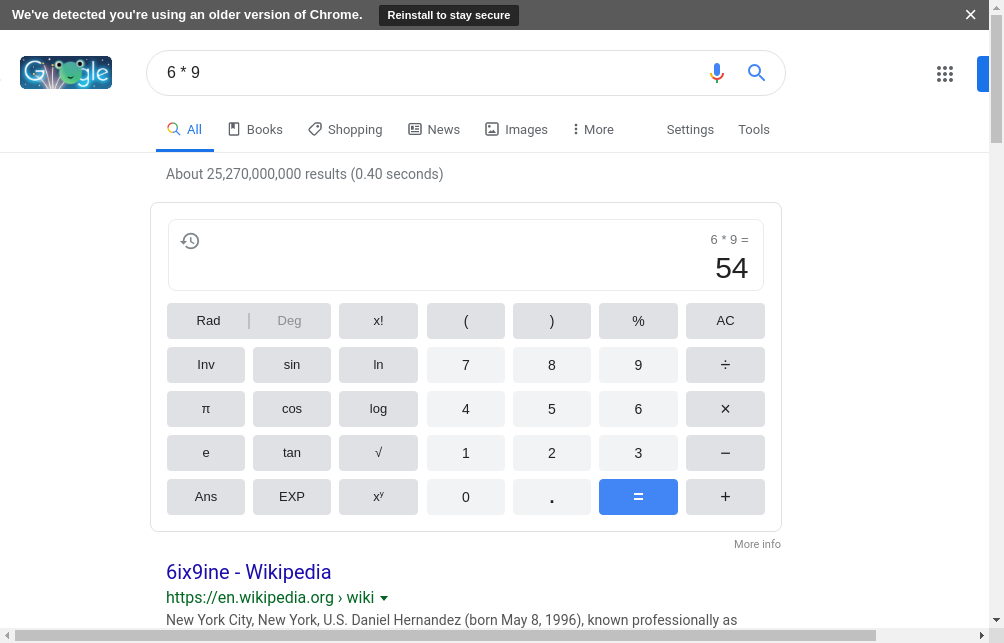 We've detected you're using an older version of Chrome. Reinstall to stay secure
Google
6 * 9
All Books Shopping News Images More Settings Tools
About 25,270,000,000 results (0.40 seconds)
6 * 9 =
54
Rad Deg x! ( ) % AC
Inv sin ln 7 8 9 ÷
π cos log 4 5 6 ×
e tan √ 1 2 3 −
Ans EXP xʸ 0 . = +
More info
6ix9ine - Wikipedia
https://en.wikipedia.org › wiki
New York City, New York, U.S. Daniel Hernandez (born May 8, 1996), known professionally as